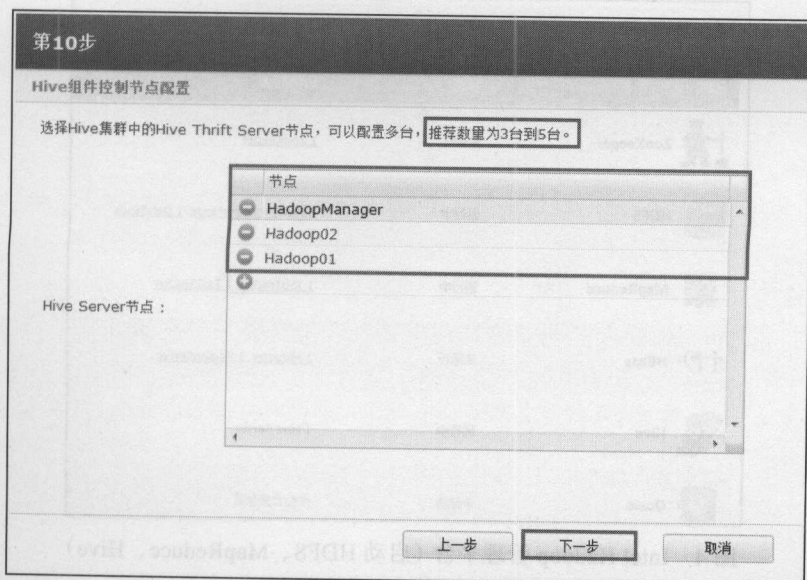 第10步
Hive组件控制节点配置
选择Hive集群中的Hive Thrift Server节点，可以配置多台，推荐数量为3台到5台。
节点
HadoopManager
Hadoop02
Hadoop01
Hive Server节点：
上一步
下一步
取消